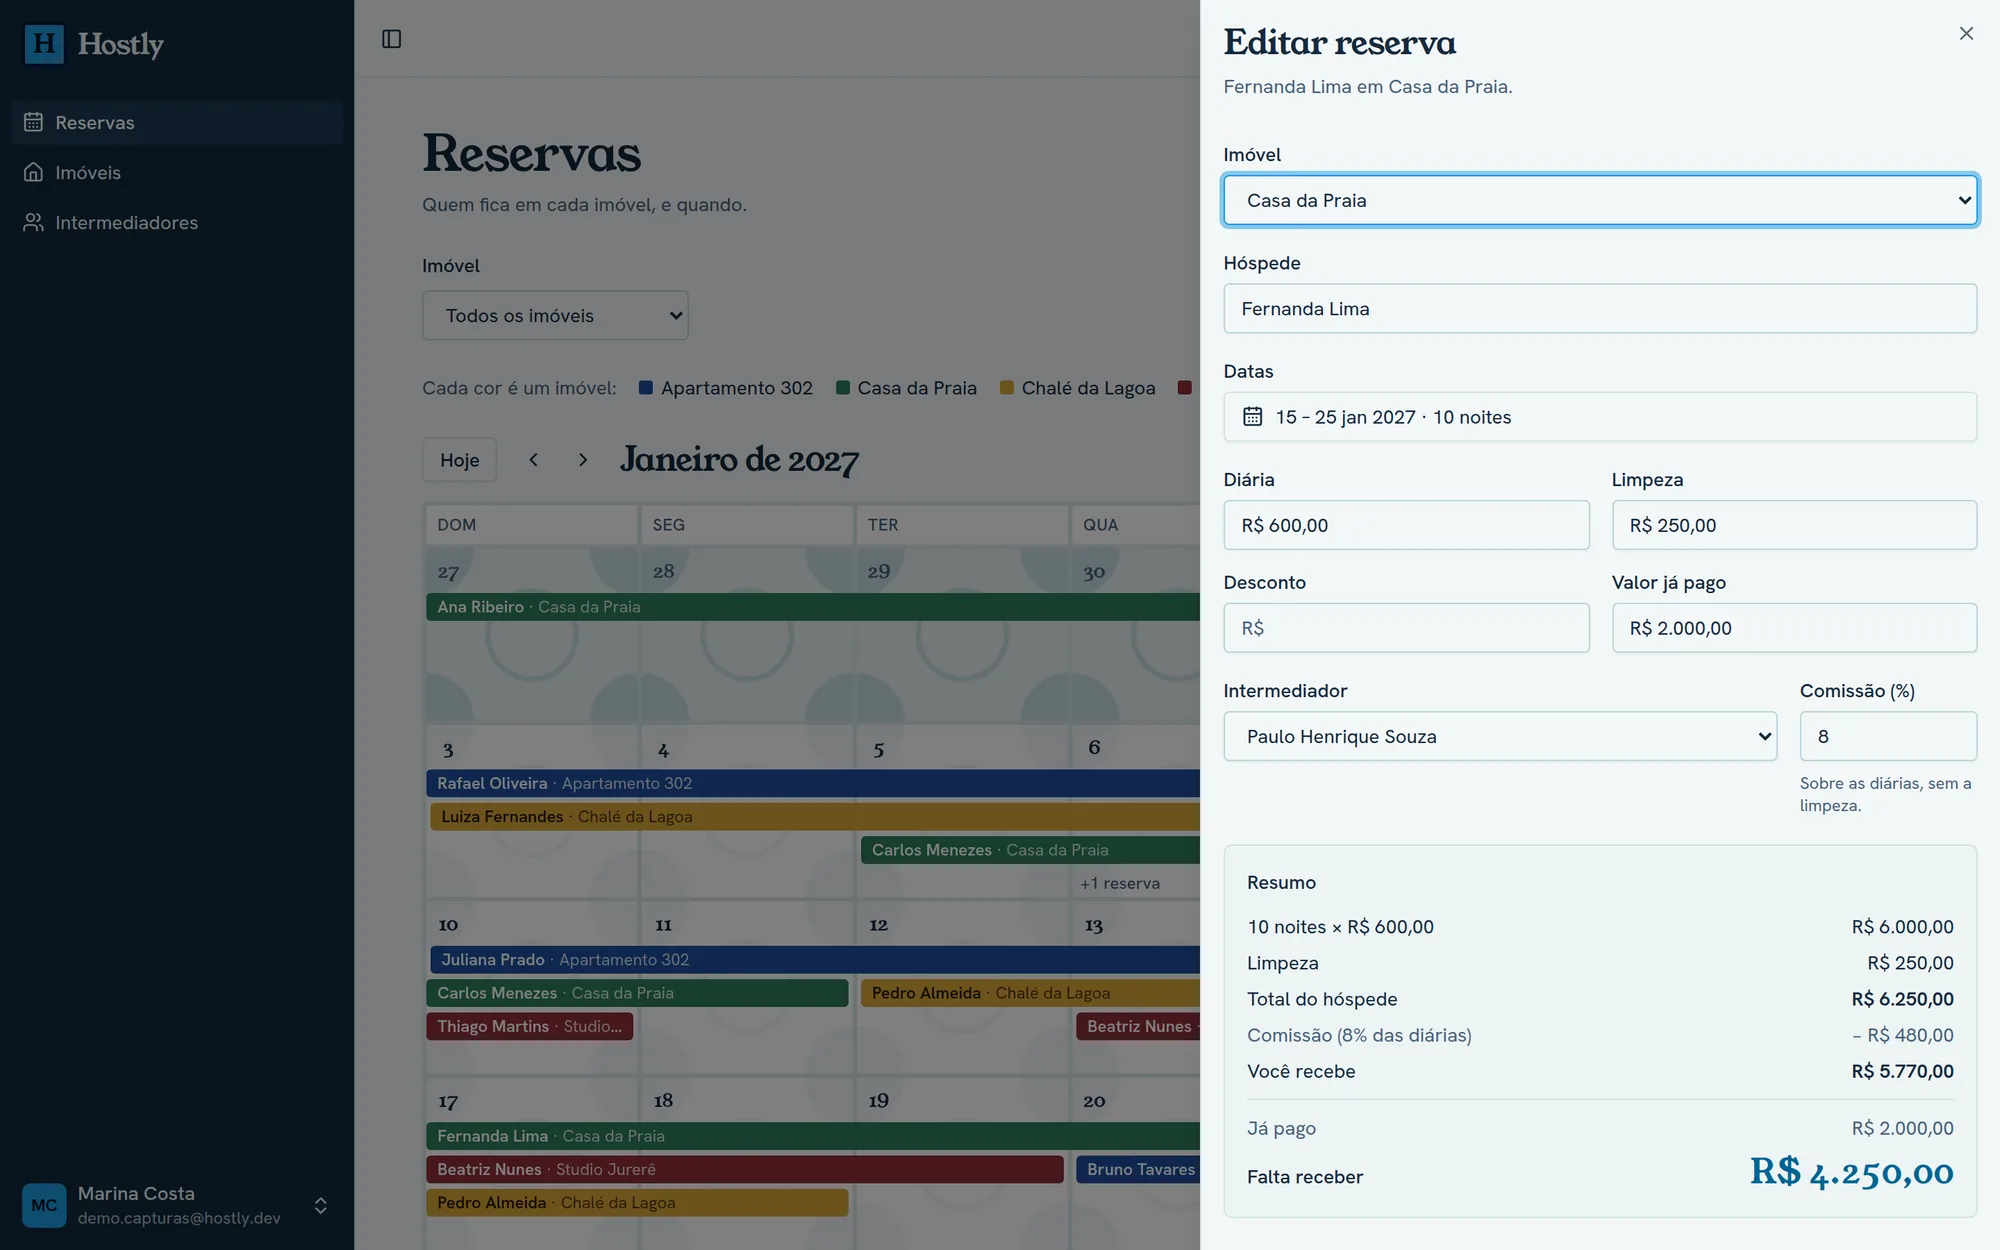 H Hostly
Reservas
Imóveis
Intermediadores
MC
Marina Costa
demo.capturas@hostly.dev
Reservas
Quem fica em cada imóvel, e quando.
Imóvel
Todos os imóveis
Cada cor é um imóvel: Apartamento 302 Casa da Praia Chalé da Lagoa
Hoje Janeiro de 2027
DOM SEG TER QUA
27 28 29 30
Ana Ribeiro · Casa da Praia
3 4 5 6
Rafael Oliveira · Apartamento 302
Luiza Fernandes · Chalé da Lagoa
Carlos Menezes · Casa da Praia
+1 reserva
10 11 12 13
Juliana Prado · Apartamento 302
Carlos Menezes · Casa da Praia Pedro Almeida · Chalé da Lagoa
Thiago Martins · Studio... Beatriz Nunes ·
17 18 19 20
Fernanda Lima · Casa da Praia
Beatriz Nunes · Studio Jurerê Bruno Tavares
Pedro Almeida · Chalé da Lagoa
Editar reserva
Fernanda Lima em Casa da Praia.
Imóvel
Casa da Praia
Hóspede
Fernanda Lima
Datas
15 – 25 jan 2027 · 10 noites
Diária Limpeza
R$ 600,00 R$ 250,00
Desconto Valor já pago
R$ R$ 2.000,00
Intermediador Comissão (%)
Paulo Henrique Souza 8
Sobre as diárias, sem a
limpeza.
Resumo
10 noites × R$ 600,00 R$ 6.000,00
Limpeza R$ 250,00
Total do hóspede R$ 6.250,00
Comissão (8% das diárias) – R$ 480,00
Você recebe R$ 5.770,00
Já pago R$ 2.000,00
Falta receber R$ 4.250,00